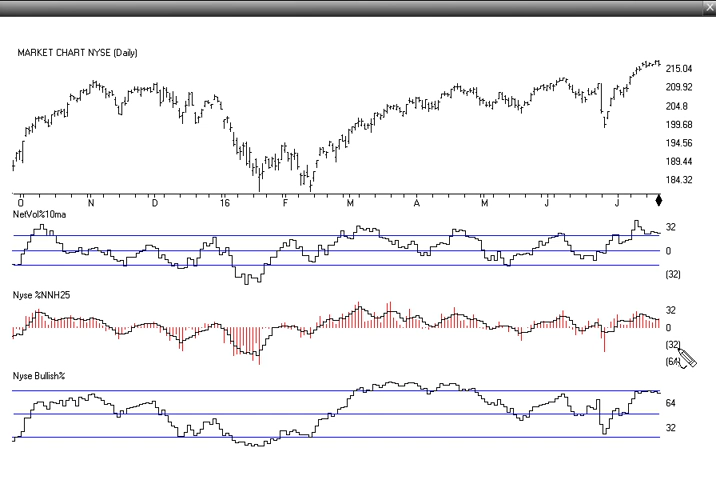 X
MARKET CHART NYSE (Daily)
215.04
209.92
204.8
199.68
194.56
189.44
184.32
O N D 16 F M A M J J
NetVol%10ma
32
0
(32)
Nyse %NNH25
32
0
(32)
(64)
Nyse Bullish%
64
32